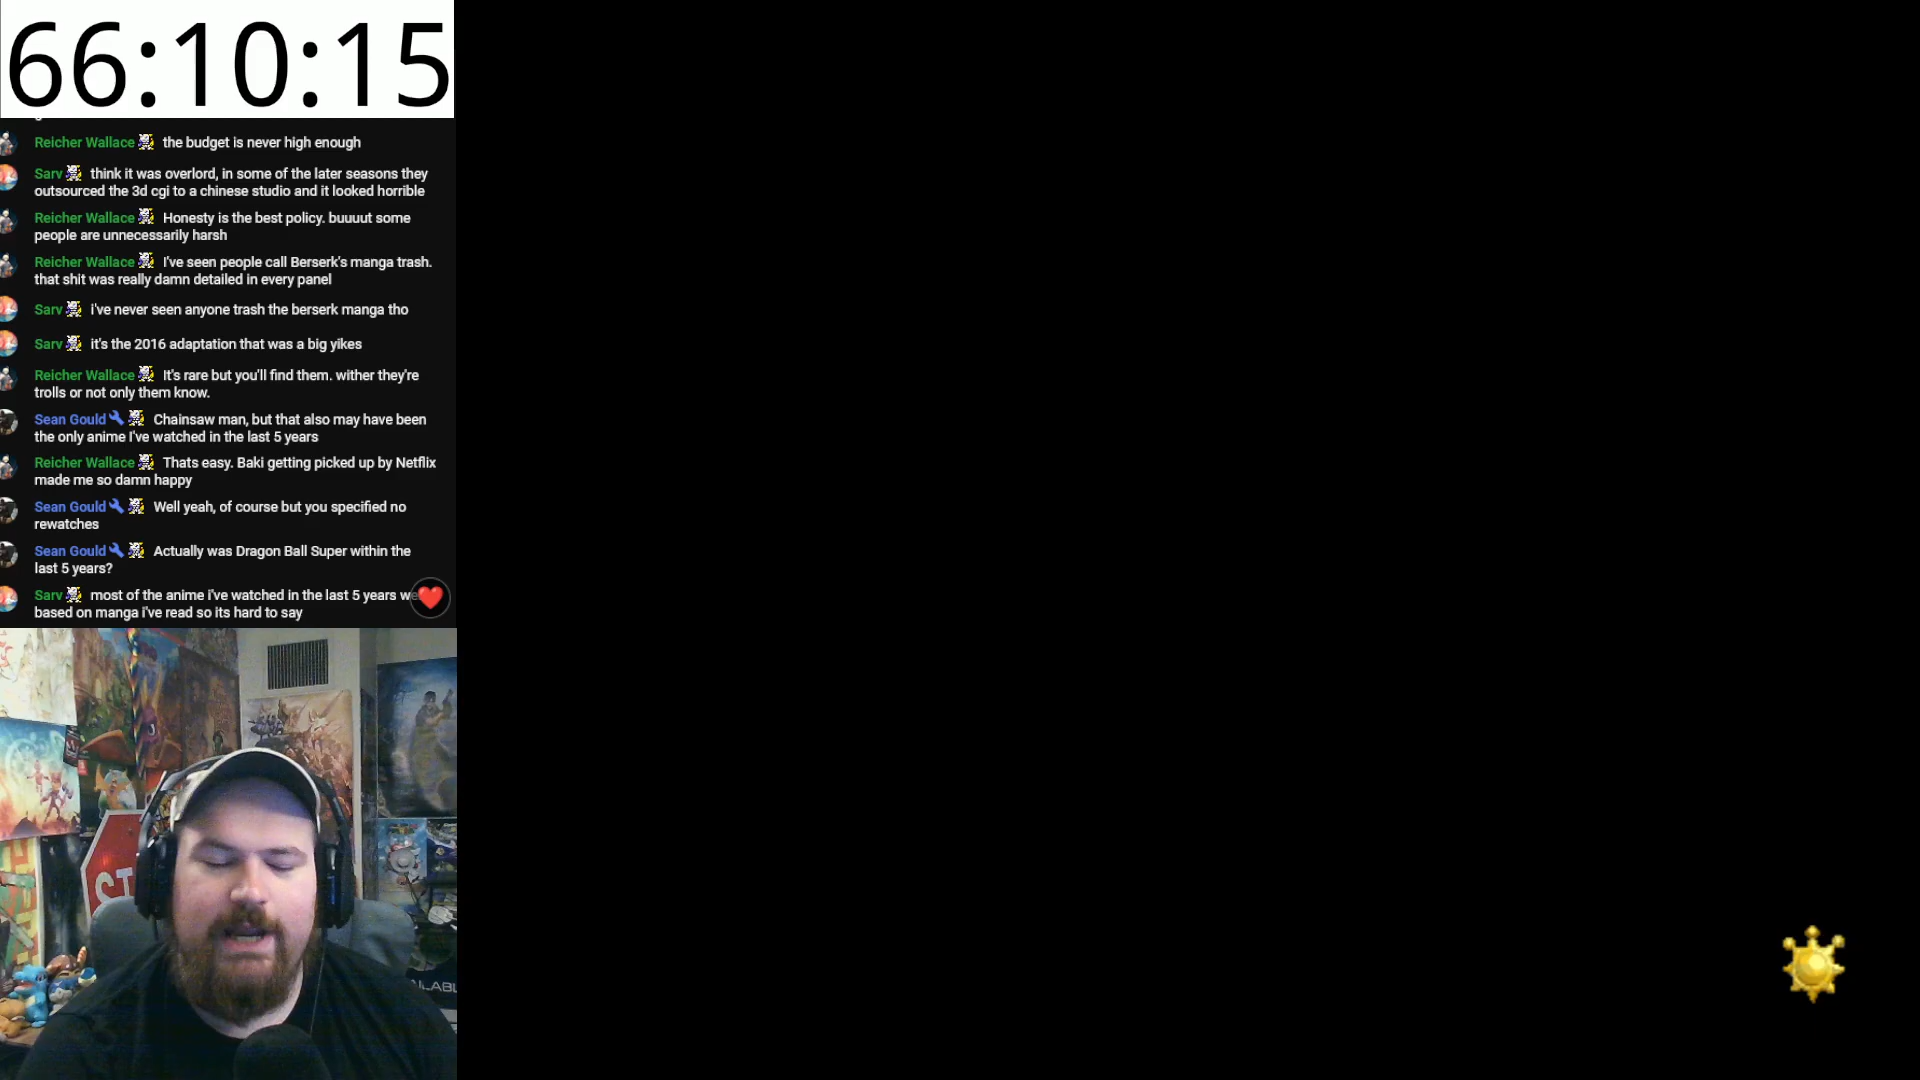 66:10:15
Reicher Wallace the budget is never high enough
Sarv think it was overlord, in some of the later seasons they
outsourced the 3d cgi to a chinese studio and it looked horrible
Reicher Wallace Honesty is the best policy. buuuut some
people are unnecessarily harsh
Reicher Wallace I've seen people call Berserk's manga trash.
that shit was really damn detailed in every panel
Sarv i've never seen anyone trash the berserk manga tho
Sarv it's the 2016 adaptation that was a big yikes
Reicher Wallace It's rare but you'll find them. wither they're
trolls or not only them know.
Sean Gould Chainsaw man, but that also may have been
the only anime I've watched in the last 5 years
Reicher Wallace Thats easy. Baki getting picked up by Netflix
made me so damn happy
Sean Gould Well yeah, of course but you specified no
rewatches
Sean Gould Actually was Dragon Ball Super within the
last 5 years?
Sarv most of the anime i've watched in the last 5 years
based on manga i've read so its hard to say
ST